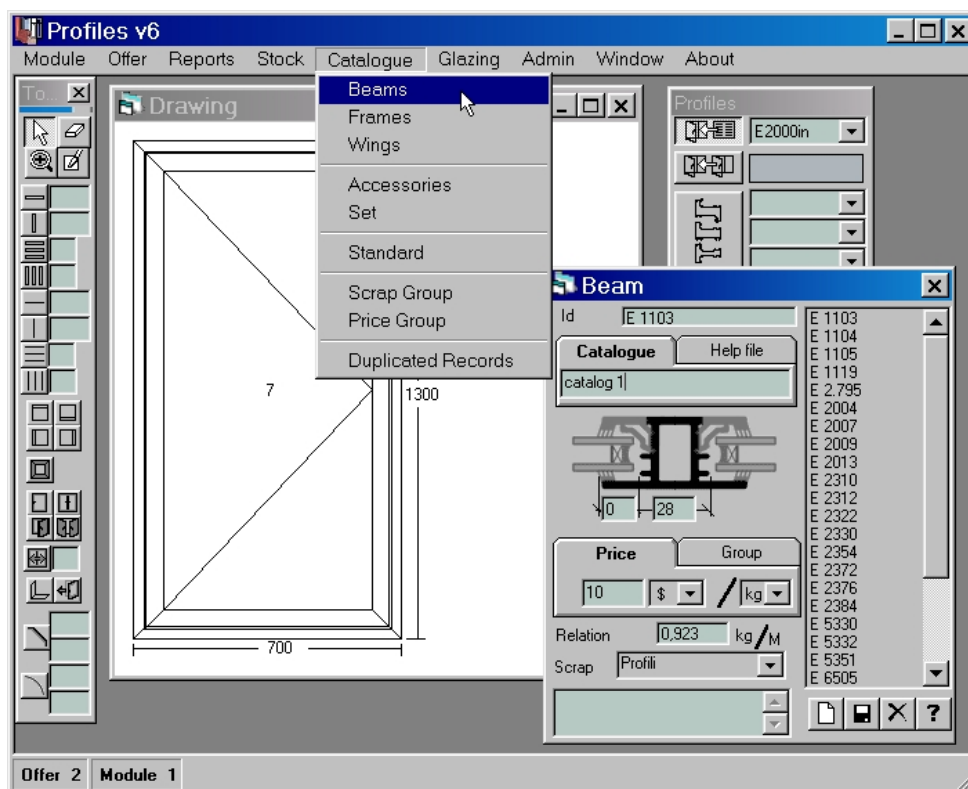 Profiles v6
Module Offer Reports Stock Catalogue Glazing Admin Window About
To...
Drawing
Beams
Frames
Wings
Accessories
Set
Standard
Scrap Group
Price Group
Duplicated Records
7
1300
700
Profiles
E2000in
Beam
Id E 1103
Catalogue Help file
catalog 1
0 28
Price Group
10 $ / kg
Relation 0,923 kg/M
Scrap Profili
E 1103
E 1104
E 1105
E 1119
E 2.795
E 2004
E 2007
E 2009
E 2013
E 2310
E 2312
E 2322
E 2330
E 2354
E 2372
E 2376
E 2384
E 5330
E 5332
E 5351
E 6505
?
Offer 2 Module 1